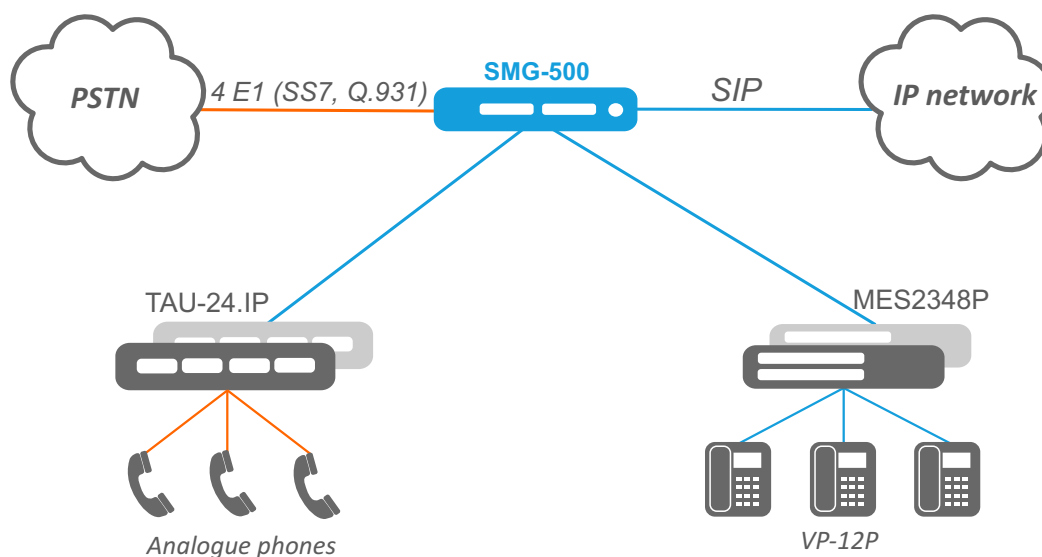 SMG-500
PSTN
4 E1 (SS7, Q.931)
SIP
IP network
TAU-24.IP
MES2348P
Analogue phones
VP-12P